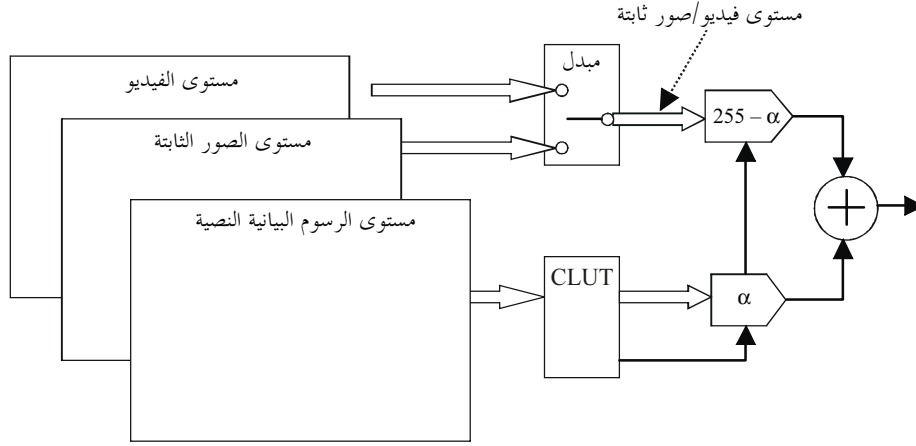 مستوى فيديو/صور ثابتة
مبدل
مستوى الفيديو
مستوى الصور الثابتة
مستوى الرسوم البيانية النصية
255 – α
CLUT
α